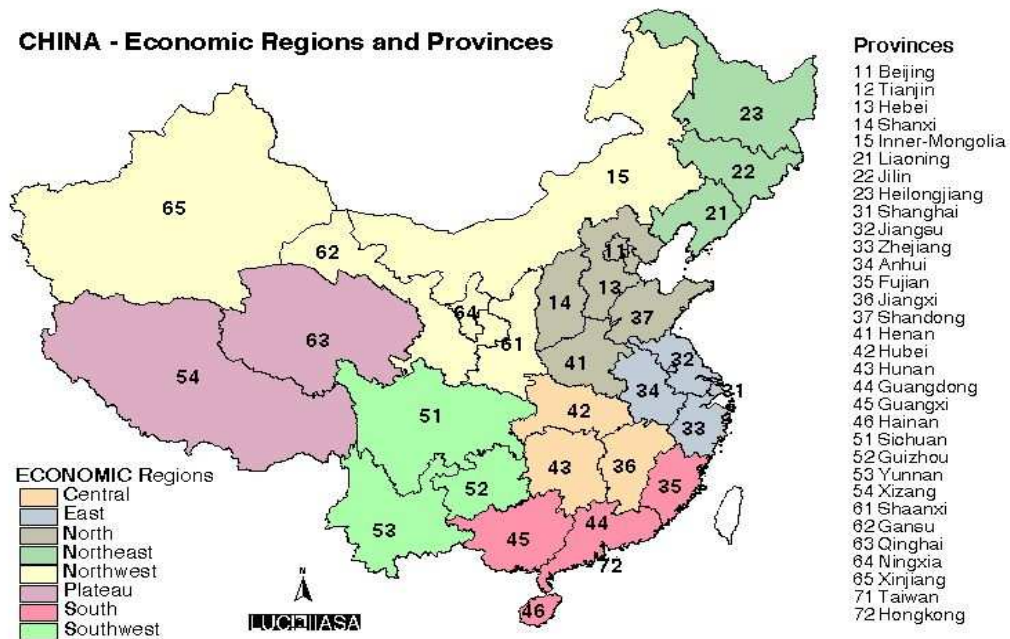 CHINA - Economic Regions and Provinces
Provinces
11 Beijing
12 Tianjin
13 Hebei
14 Shanxi
15 Inner-Mongolia
21 Liaoning
22 Jilin
23 Heilongjiang
31 Shanghai
32 Jiangsu
33 Zhejiang
34 Anhui
35 Fujian
36 Jiangxi
37 Shandong
41 Henan
42 Hubei
43 Hunan
44 Guangdong
45 Guangxi
46 Hainan
51 Sichuan
52 Guizhou
53 Yunnan
54 Xizang
61 Shaanxi
62 Gansu
63 Qinghai
64 Ningxia
65 Xinjiang
71 Taiwan
72 Hongkong
23
22
21
15
65
62
11
13
14
37
64
61
41
63
54
32
34
31
33
51
42
43
36
52
35
53
45
44
72
46
ECONOMIC Regions
Central
East
North
Northeast
Northwest
Plateau
South
Southwest
N